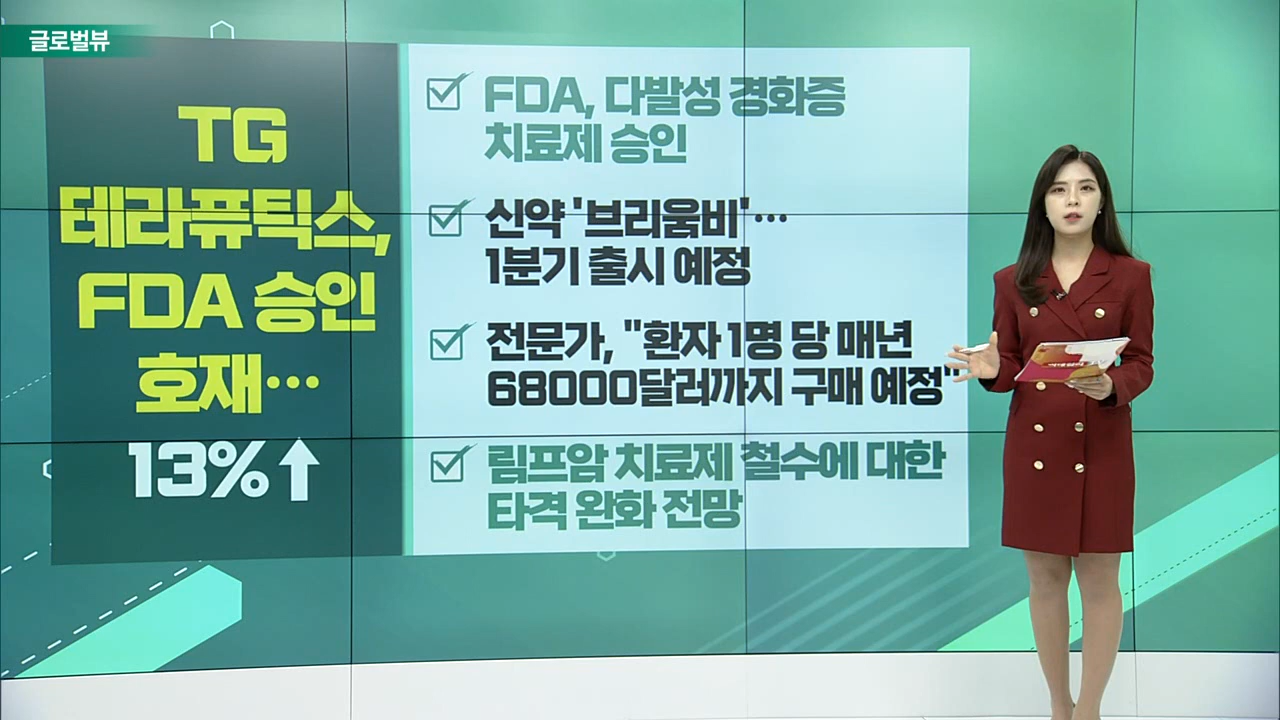 글로벌뷰
TG
테라퓨틱스,
FDA 승인
호재…
13%↑
FDA, 다발성 경화증
치료제 승인
신약 '브리움비'…
1분기 출시 예정
전문가, "환자 1명 당 매년
68000달러까지 구매 예정"
림프암 치료제 철수에 대한
타격 완화 전망